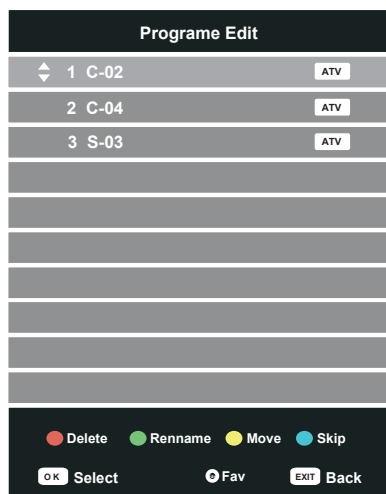 Programe Edit
1 C-02 ATV
2 C-04 ATV
3 S-03 ATV
Delete Renname Move Skip
OK Select Fav EXIT Back